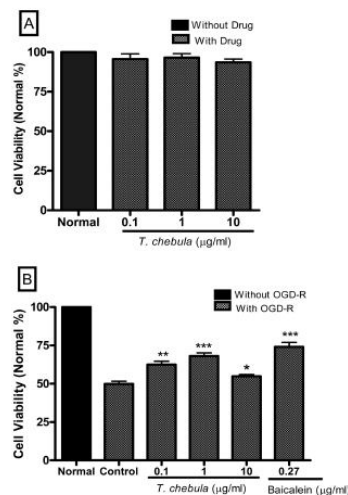 A
Without Drug
With Drug
Cell Viability (Normal %)
100
75
50
25
0
Normal 0.1 1 10
T. chebula (µg/ml)
B
Without OGD-R
With OGD-R
Cell Viability (Normal %)
100
75
50
25
0
** *** * ***
Normal Control 0.1 1 10 0.27
T. chebula (µg/ml) Baicalein (µg/ml)